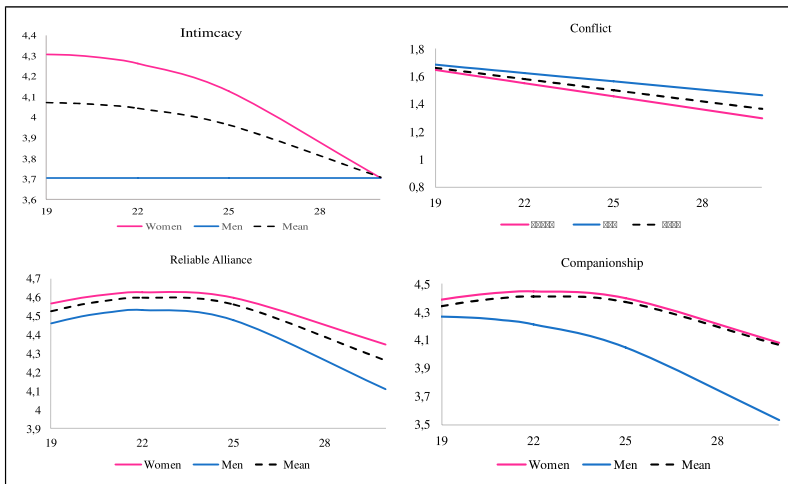 Intimcacy
4,4
4,3
4,2
4,1
4
3,9
3,8
3,7
3,6
19 22 25 28
Women Men Mean
Conflict
1,8
1,6
1,4
1,2
1
0,8
19 22 25 28
Reliable Alliance
4,7
4,6
4,5
4,4
4,3
4,2
4,1
4
3,9
19 22 25 28
Women Men Mean
Companionship
4,5
4,3
4,1
3,9
3,7
3,5
19 22 25 28
Women Men Mean